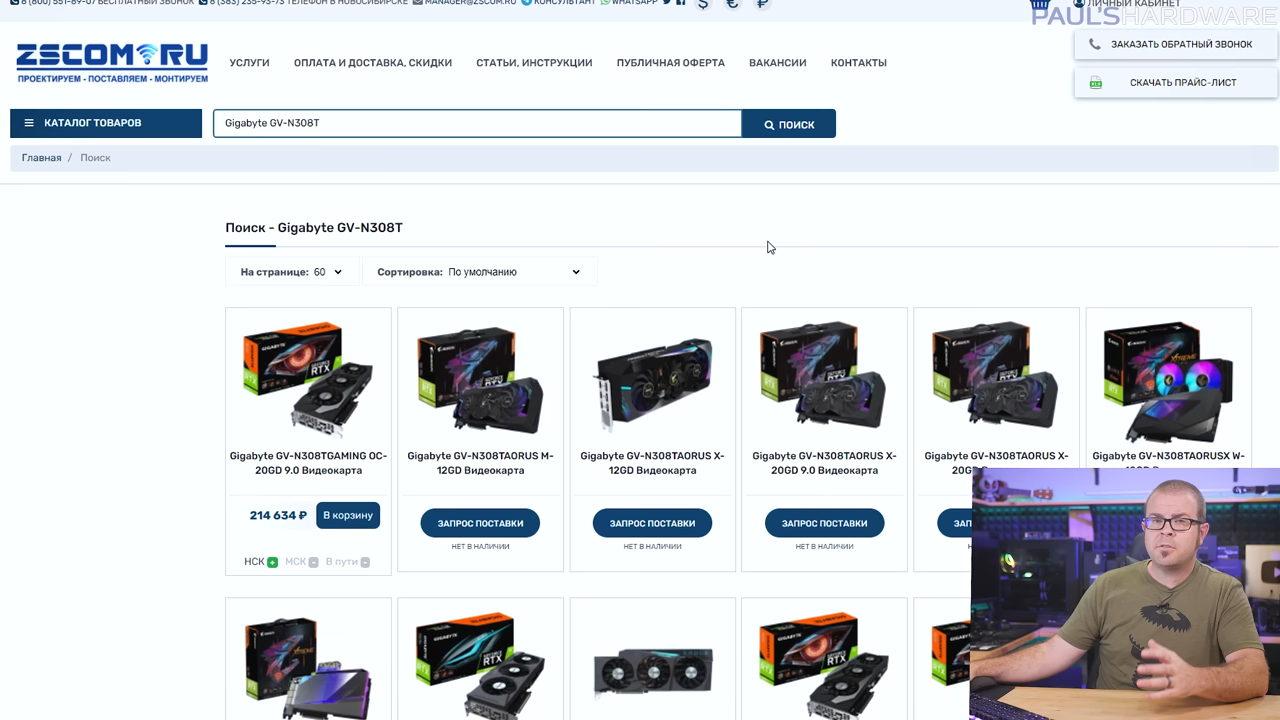 8 (800) 551-89-07 БЕСПЛАТНЫЙ ЗВОНОК 8 (383) 235-93-73 ТЕЛЕФОН В НОВОСИБИРСКЕ MANAGER@ZSCOM.RU КОНСУЛЬТАНТ WHATSAPP
ЛИЧНЫЙ КАБИНЕТ
PAUL'SHARDWARE
ZSCOM RU
ПРОЕКТИРУЕМ - ПОСТАВЛЯЕМ - МОНТИРУЕМ
УСЛУГИ ОПЛАТА И ДОСТАВКА, СКИДКИ СТАТЬИ, ИНСТРУКЦИИ ПУБЛИЧНАЯ ОФЕРТА ВАКАНСИИ КОНТАКТЫ
ЗАКАЗАТЬ ОБРАТНЫЙ ЗВОНОК
СКАЧАТЬ ПРАЙС-ЛИСТ
КАТАЛОГ ТОВАРОВ
Gigabyte GV-N308T
ПОИСК
Главная / Поиск
Поиск - Gigabyte GV-N308T
На странице: 60 Сортировка: По умолчанию
Gigabyte GV-N308TGAMING OC-
20GD 9.0 Видеокарта
214 634 ₽ В корзину
НСК МСК В пути
Gigabyte GV-N308TAORUS M-
12GD Видеокарта
ЗАПРОС ПОСТАВКИ
НЕТ В НАЛИЧИИ
Gigabyte GV-N308TAORUS X-
12GD Видеокарта
ЗАПРОС ПОСТАВКИ
НЕТ В НАЛИЧИИ
Gigabyte GV-N308TAORUS X-
20GD 9.0 Видеокарта
ЗАПРОС ПОСТАВКИ
НЕТ В НАЛИЧИИ
Gigabyte GV-N308TAORUS X-
Gigabyte GV-N308TAORUSX W-